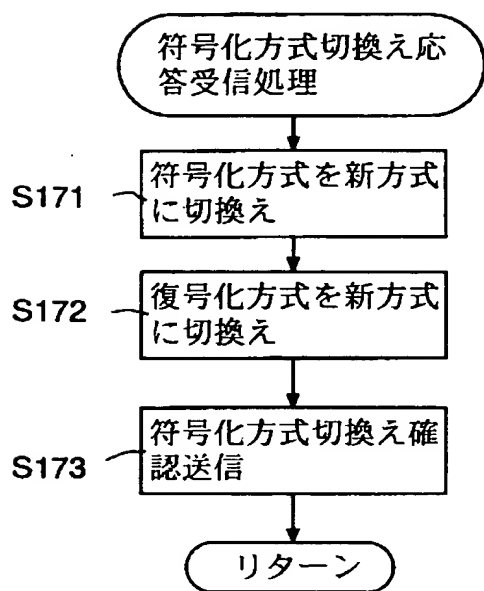 符号化方式切換え応
答受信処理
S171
符号化方式を新方式
に切換え
S172
復号化方式を新方式
に切換え
S173
符号化方式切換え確
認送信
リターン